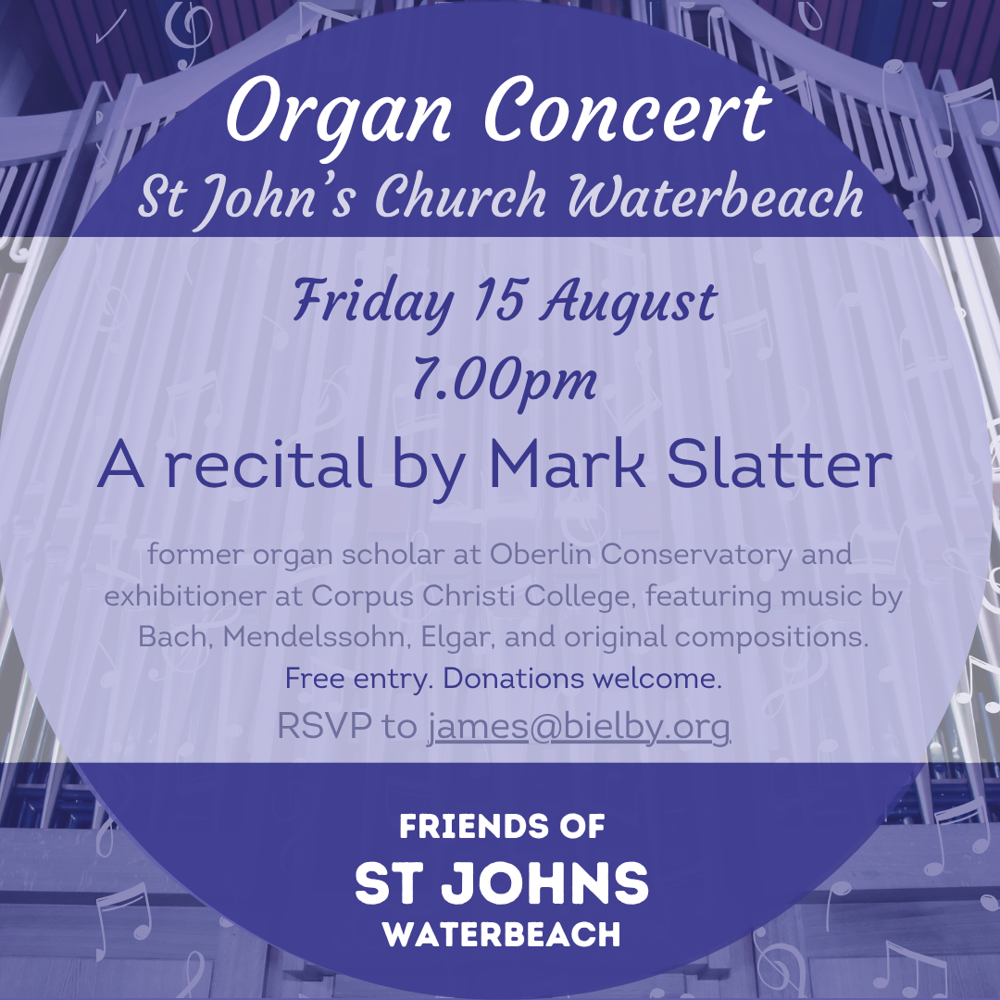 Organ Concert
St John’s Church Waterbeach
Friday 15 August
7.00pm
A recital by Mark Slatter
former organ scholar at Oberlin Conservatory and
exhibitioner at Corpus Christi College, featuring music by
Bach, Mendelssohn, Elgar, and original compositions.
Free entry. Donations welcome.
RSVP to james@bielby.org
FRIENDS OF
ST JOHNS
WATERBEACH